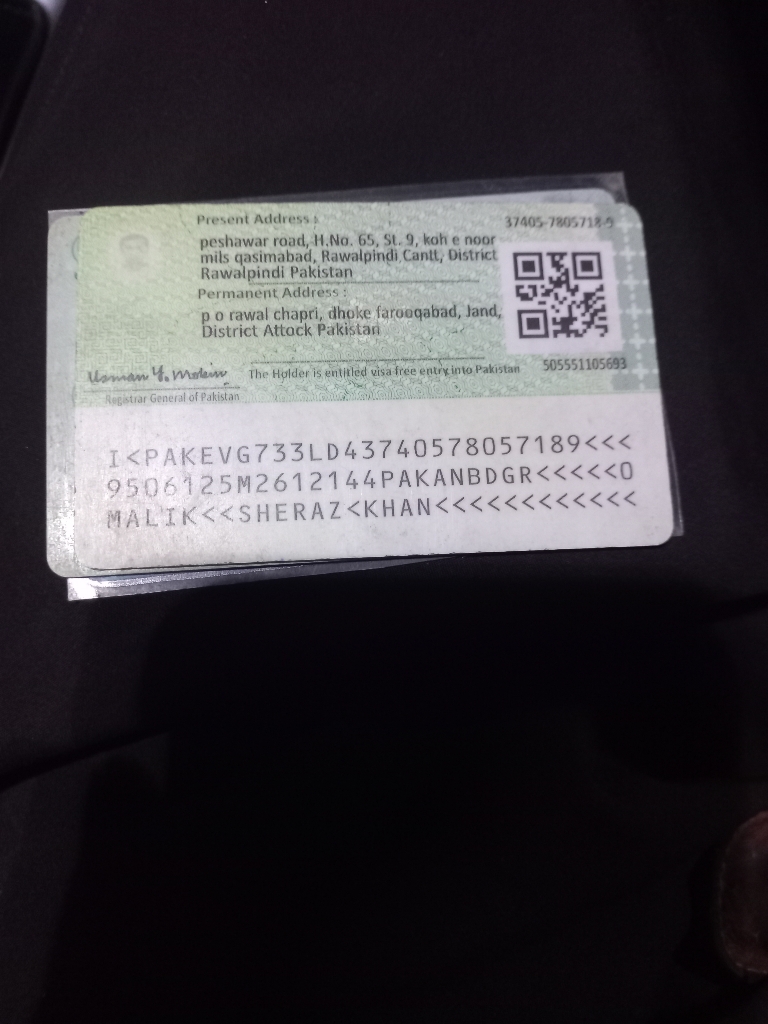 Present Address :
37405-7805718-9
peshawar road, H.No. 65, St. 9, koh e noor
mils qasimabad, Rawalpindi Cantt, District
Rawalpindi Pakistan
Permanent Address :
p o rawal chapri, dhoke farooqabad, Jand,
District Attock Pakistan
Usman Y. Mobin
Registrar General of Pakistan
The Holder is entitled visa free entry into Pakistan
505551105693
I<PAKEVG733LD43740578057189<<<
9506125M2612144PAKANBDGR<<<<<0
MALIK<<SHERAZ<KHAN<<<<<<<<<<<<